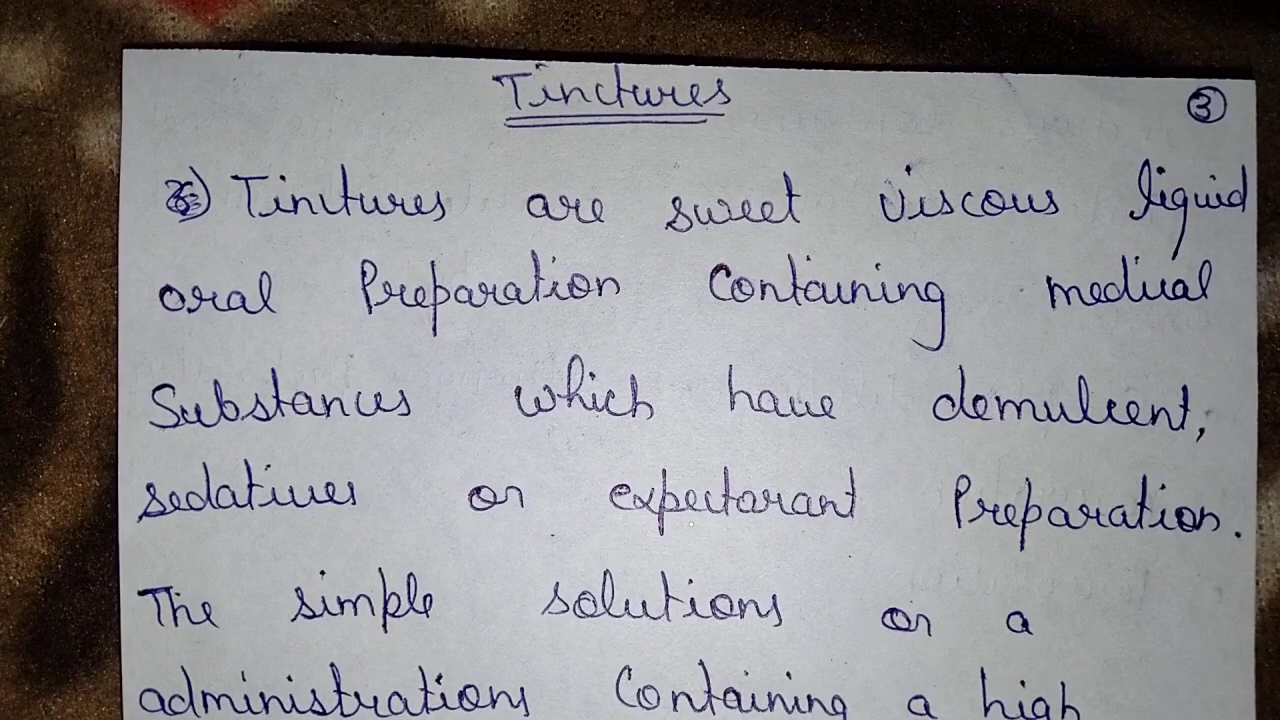 Tinctures
③
Tinctures are sweet viscous liquid
oral Preparation Containing medical
Substances which have demulcent,
sedatives or expectorant Preparation.
The simple solutions or a
administrations Containing a high